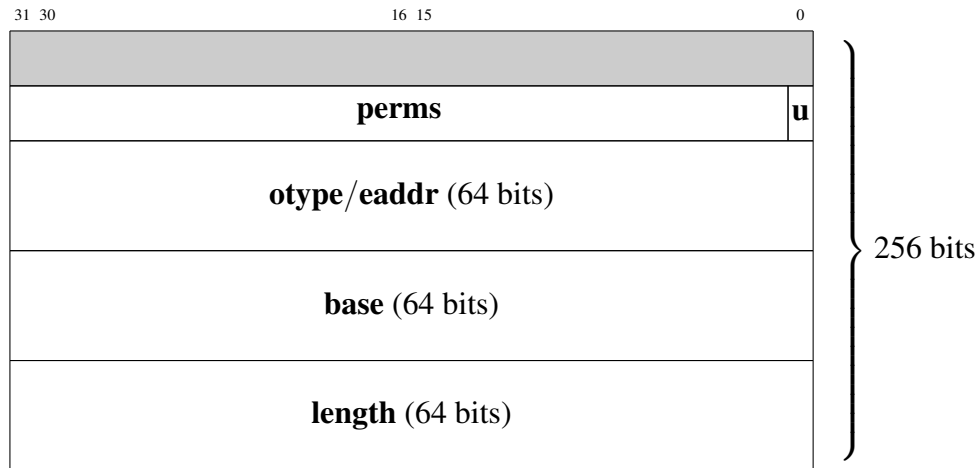 31 30 16 15 0
perms u
otype/eaddr (64 bits)
256 bits
base (64 bits)
length (64 bits)